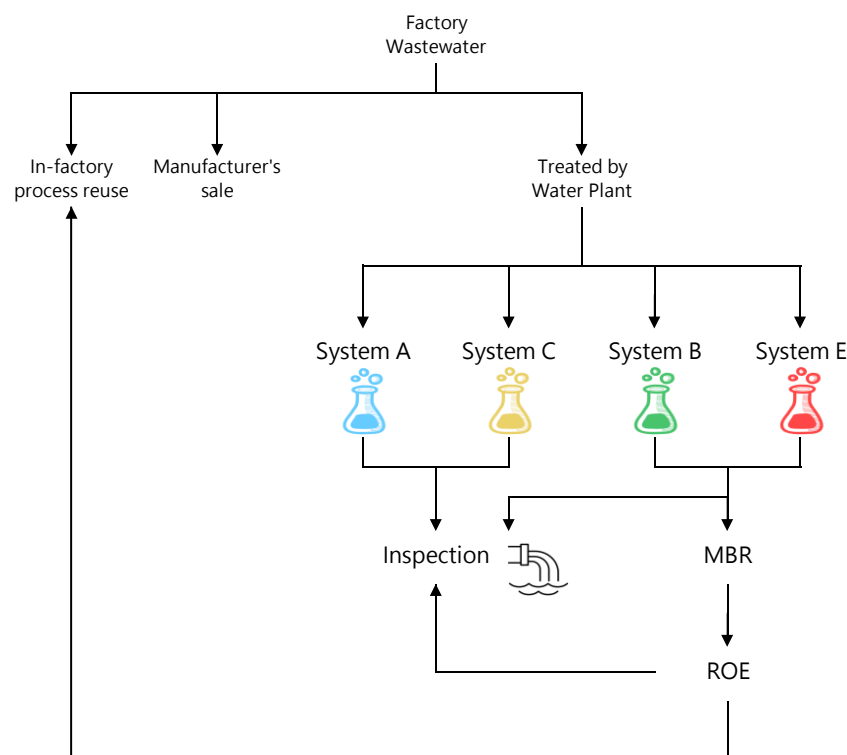 Factory
Wastewater
In-factory
process reuse
Manufacturer's
sale
Treated by
Water Plant
System A
System C
System B
System E
Inspection
MBR
ROE